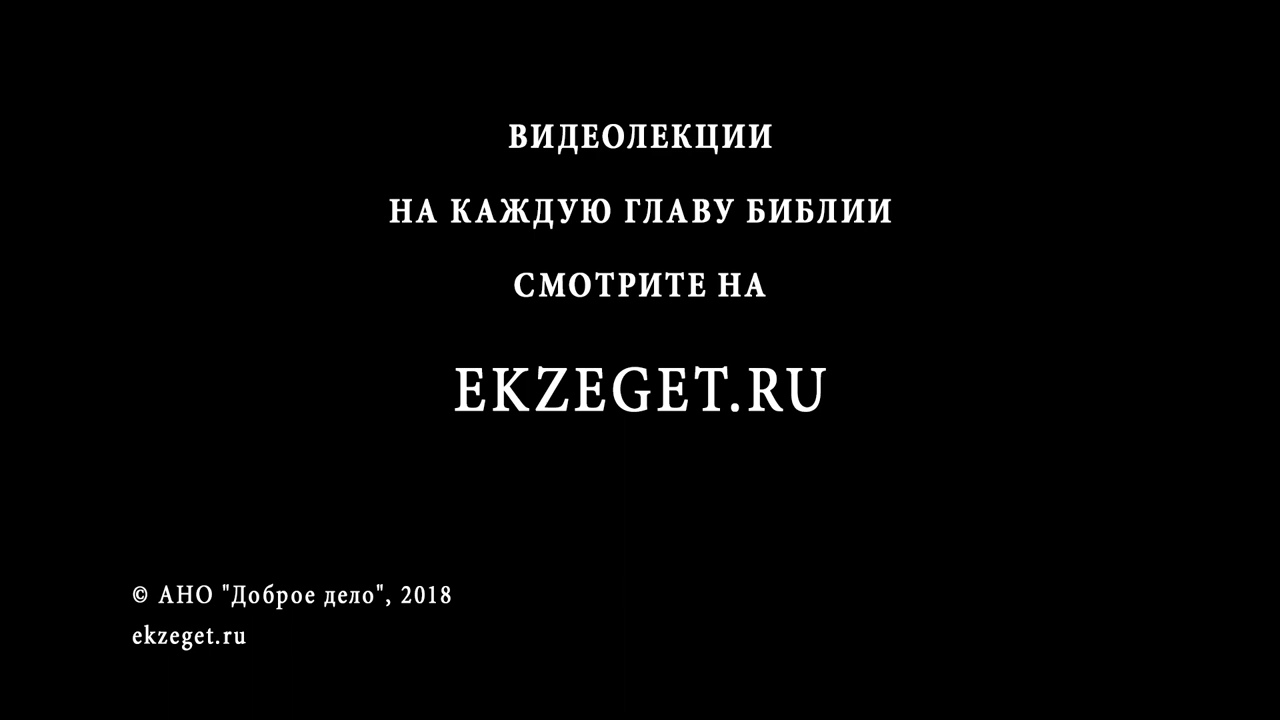 ВИДЕОЛЕКЦИИ
НА КАЖДУЮ ГЛАВУ БИБЛИИ
СМОТРИТЕ НА
EKZEGET.RU
© АНО "Доброе дело", 2018
ekzeget.ru